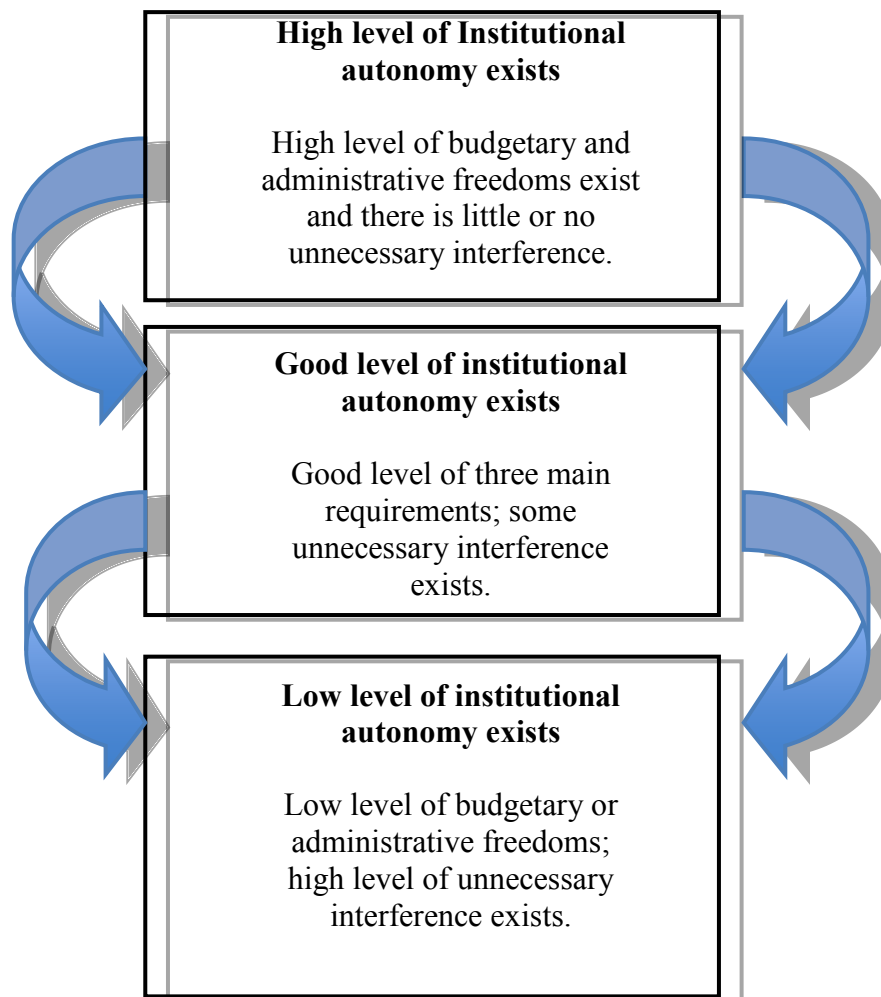 High level of Institutional
autonomy exists
High level of budgetary and
administrative freedoms exist
and there is little or no
unnecessary interference.
Good level of institutional
autonomy exists
Good level of three main
requirements; some
unnecessary interference
exists.
Low level of institutional
autonomy exists
Low level of budgetary or
administrative freedoms;
high level of unnecessary
interference exists.